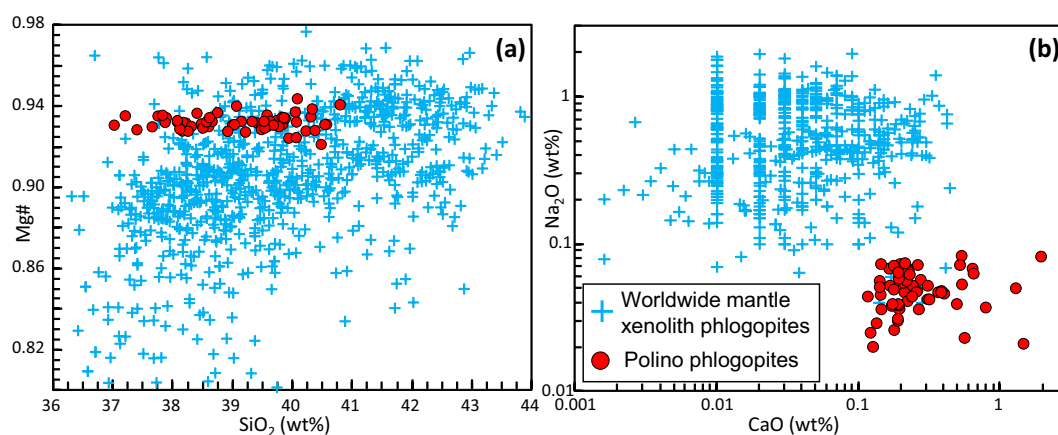 (a)
0.98
0.94
0.90
0.86
0.82
Mg#
36 37 38 39 40 41 42 43 44
SiO₂ (wt%)
(b)
1
0.1
0.01
Na₂O (wt%)
0.001 0.01 0.1 1
CaO (wt%)
Worldwide mantle
xenolith phlogopites
Polino phlogopites